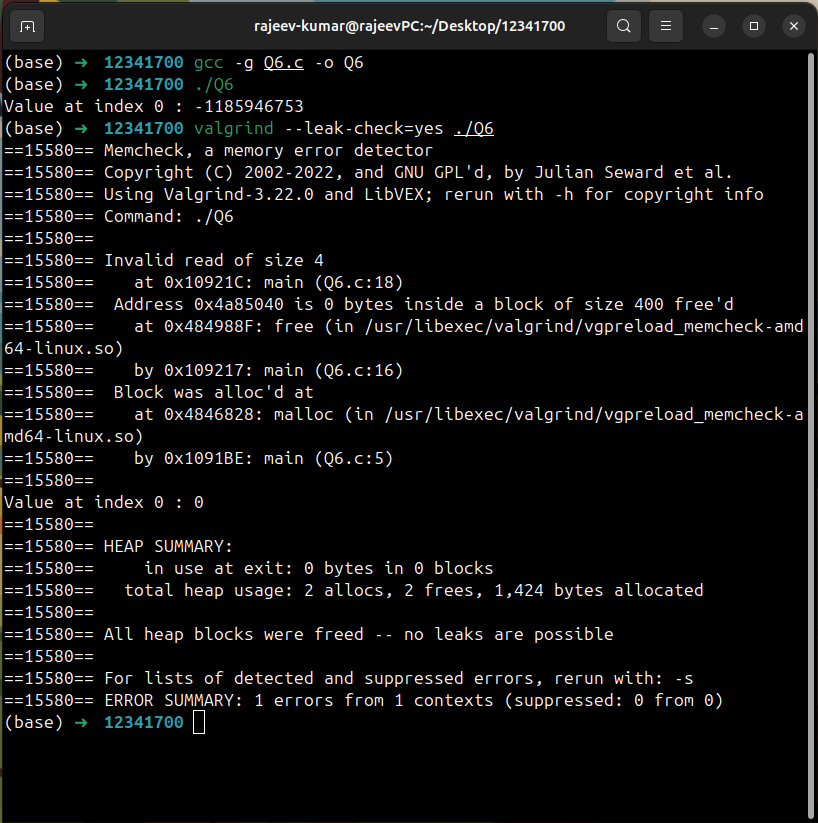 rajeev-kumar@rajeevPC:~/Desktop/12341700
(base) → 12341700 gcc -g Q6.c -o Q6
(base) → 12341700 ./Q6
Value at index 0 : -1185946753
(base) → 12341700 valgrind --leak-check=yes ./Q6
==15580== Memcheck, a memory error detector
==15580== Copyright (C) 2002-2022, and GNU GPL'd, by Julian Seward et al.
==15580== Using Valgrind-3.22.0 and LibVEX; rerun with -h for copyright info
==15580== Command: ./Q6
==15580==
==15580== Invalid read of size 4
==15580==    at 0x10921C: main (Q6.c:18)
==15580==  Address 0x4a85040 is 0 bytes inside a block of size 400 free'd
==15580==    at 0x484988F: free (in /usr/libexec/valgrind/vgpreload_memcheck-amd
64-linux.so)
==15580==    by 0x109217: main (Q6.c:16)
==15580==  Block was alloc'd at
==15580==    at 0x4846828: malloc (in /usr/libexec/valgrind/vgpreload_memcheck-a
md64-linux.so)
==15580==    by 0x1091BE: main (Q6.c:5)
==15580==
Value at index 0 : 0
==15580==
==15580== HEAP SUMMARY:
==15580==     in use at exit: 0 bytes in 0 blocks
==15580==   total heap usage: 2 allocs, 2 frees, 1,424 bytes allocated
==15580==
==15580== All heap blocks were freed -- no leaks are possible
==15580==
==15580== For lists of detected and suppressed errors, rerun with: -s
==15580== ERROR SUMMARY: 1 errors from 1 contexts (suppressed: 0 from 0)
(base) → 12341700